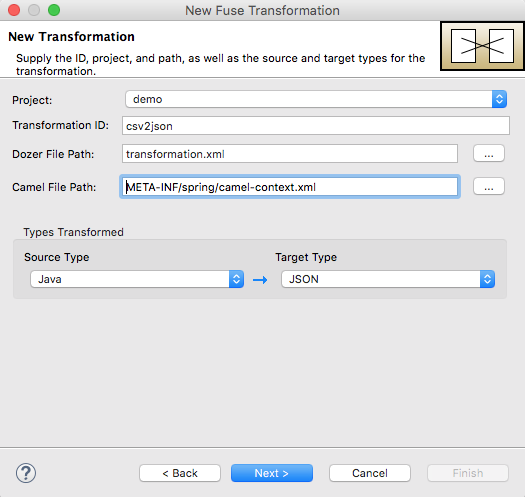 New Fuse Transformation
New Transformation
Supply the ID, project, and path, as well as the source and target types for the
transformation.
Project: demo
Transformation ID: csv2json
Dozer File Path: transformation.xml ...
Camel File Path: META-INF/spring/camel-context.xml ...
Types Transformed
Source Type Target Type
Java JSON
? < Back Next > Cancel Finish